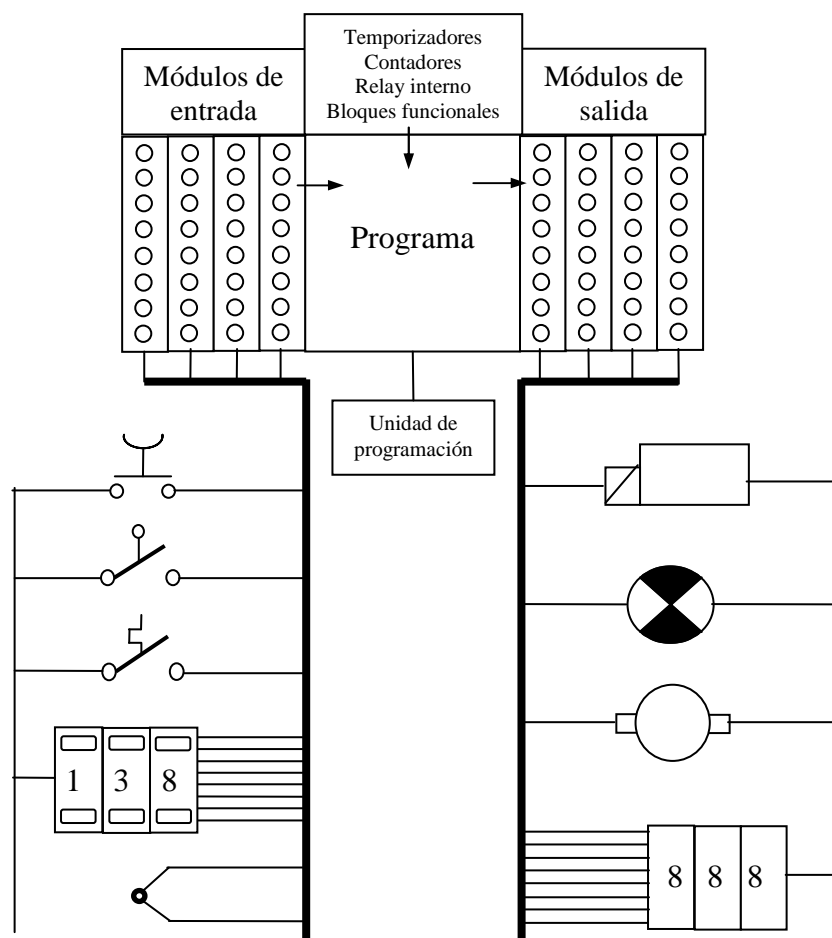 Temporizadores
Contadores
Relay interno
Bloques funcionales
Módulos de
entrada
Módulos de
salida
Programa
Unidad de
programación
1 3 8
8 8 8